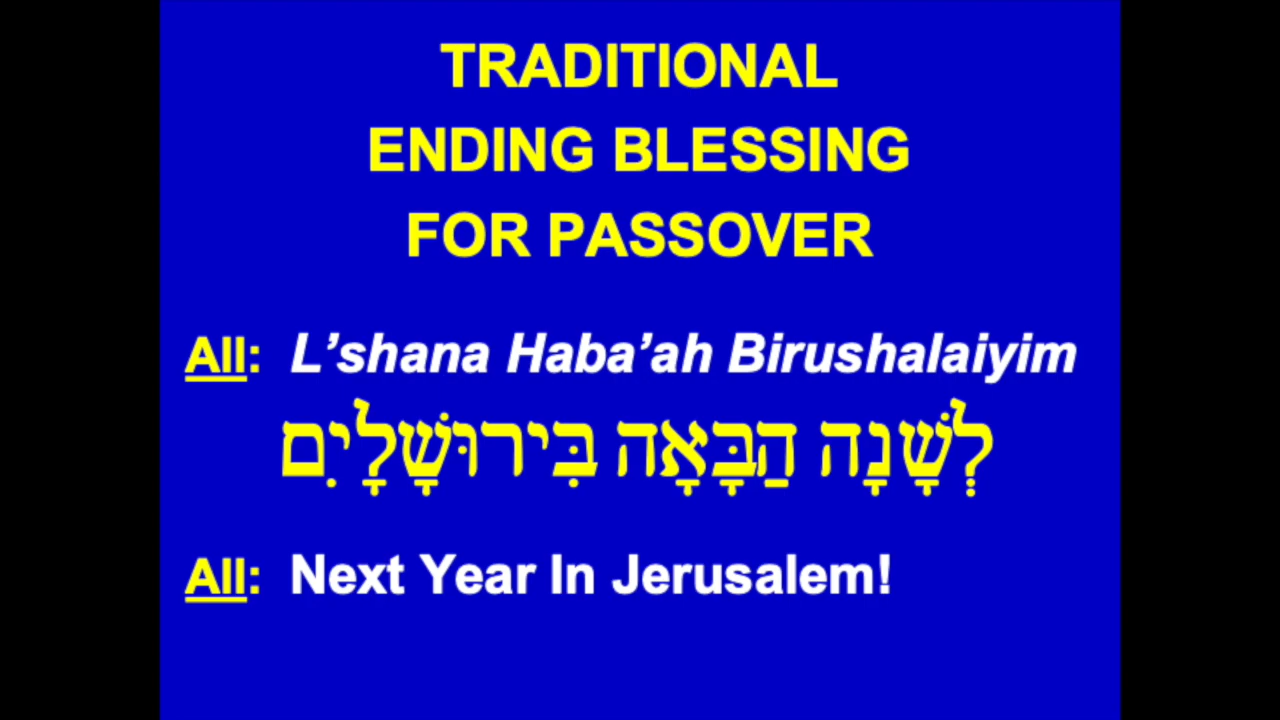 TRADITIONAL
ENDING BLESSING
FOR PASSOVER
All: L’shana Haba’ah Birushalaiyim
לְשָׁנָה הַבָּאָה בִּירוּשָׁלָיִם
All: Next Year In Jerusalem!